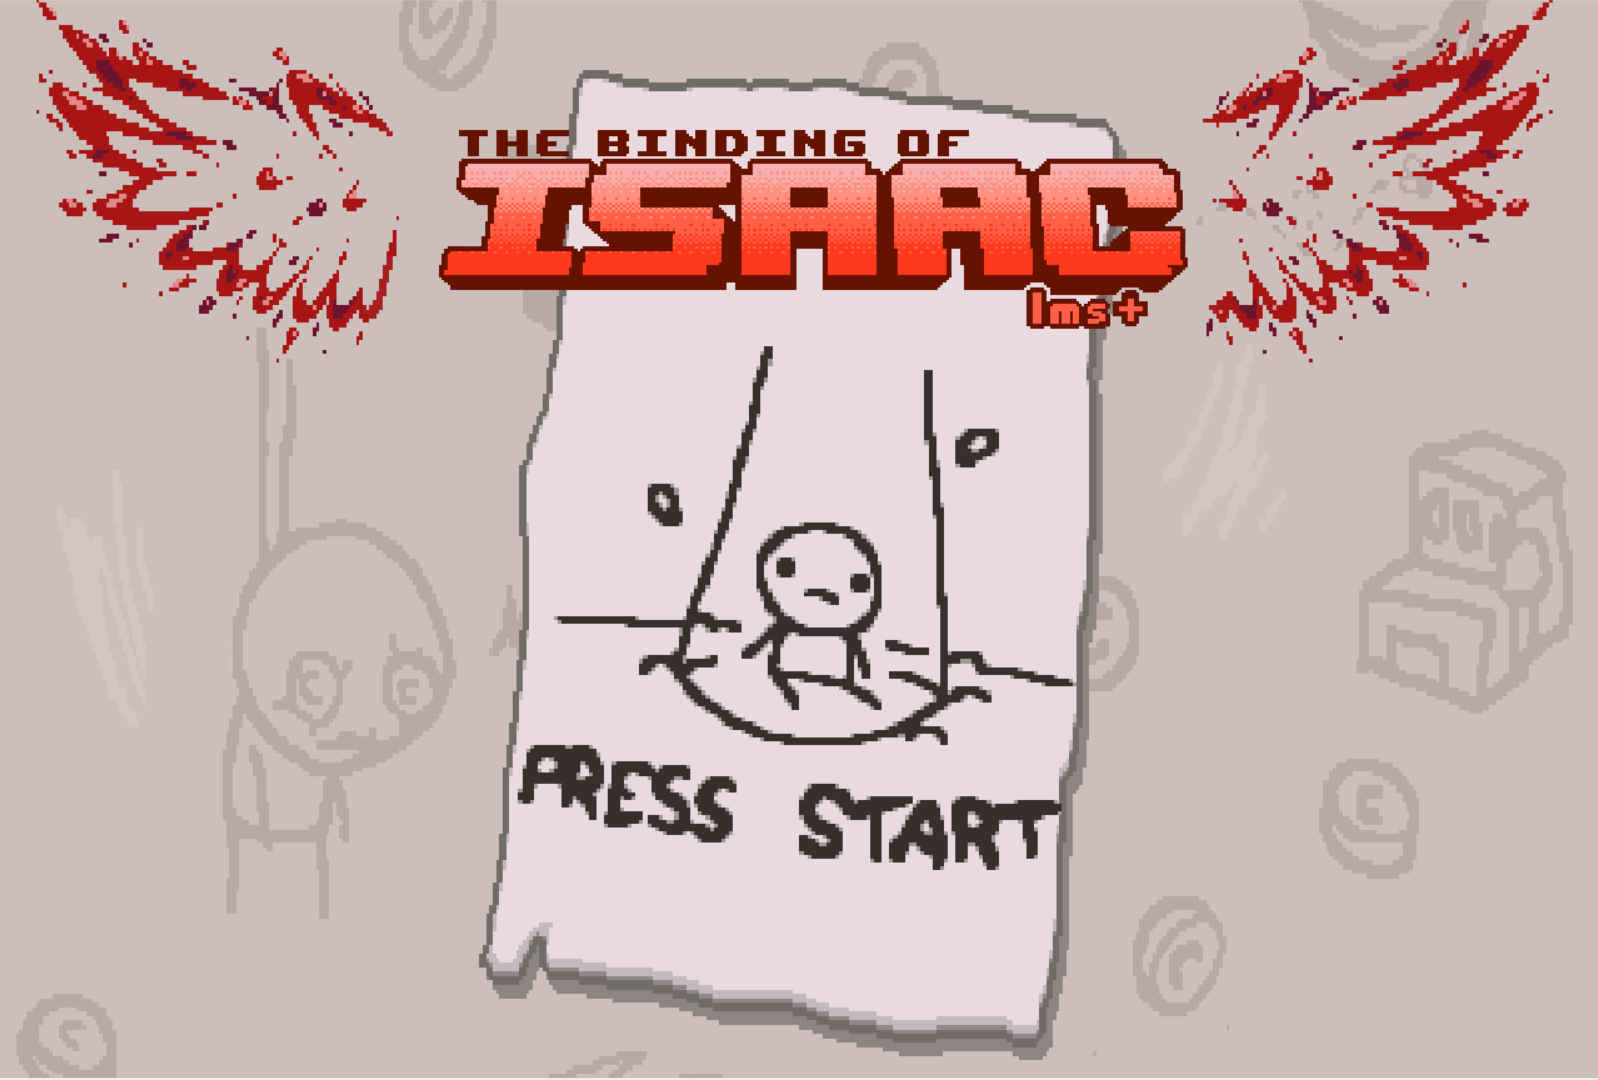 THE BINDING OF
ISAAC
lms+
PRESS START